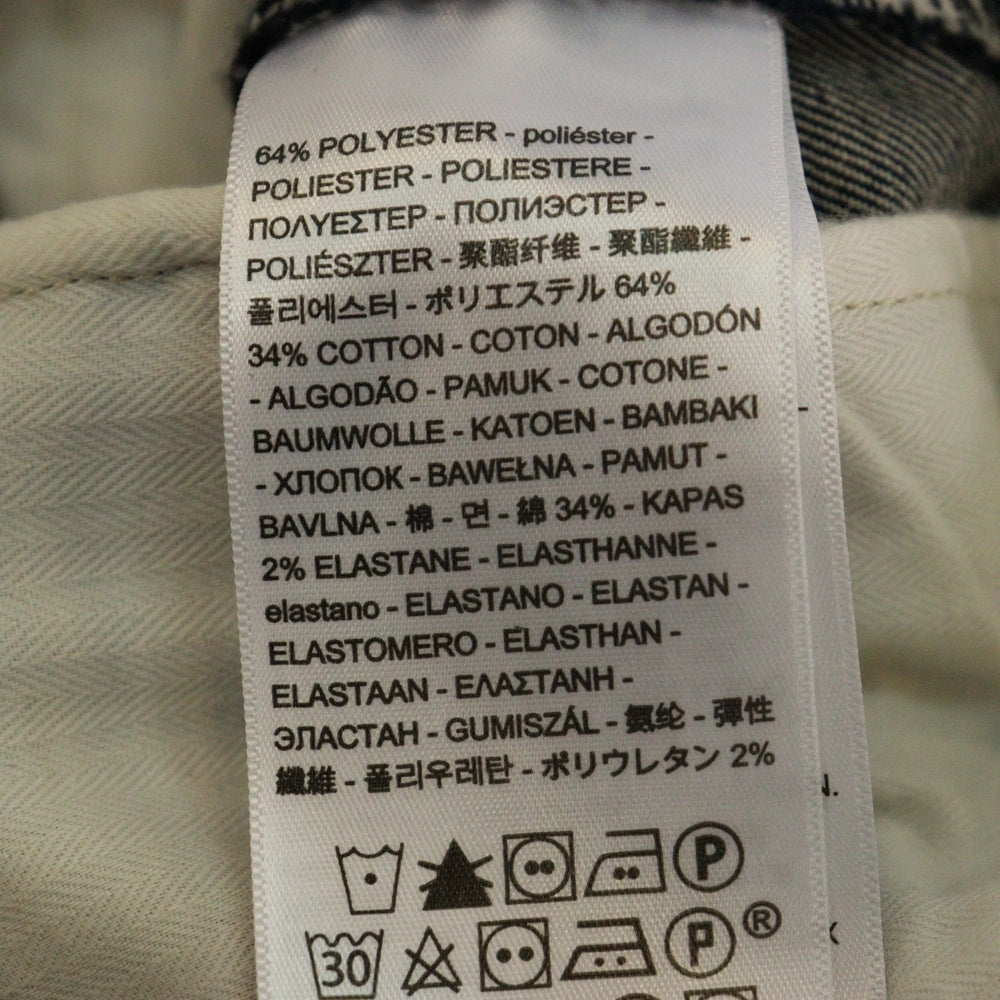 64% POLYESTER - poliéster -
POLIESTER - POLIESTERE -
ΠΟΛΥΕΣΤΕΡ - ПОЛИЭСТЕР -
POLIÉSZTER - 聚酯纤维 - 聚酯纖維 -
폴리에스터 - ポリエステル 64%
34% COTTON - COTON - ALGODÓN
- ALGODÃO - PAMUK - COTONE -
BAUMWOLLE - KATOEN - BAMBAKI
- ХЛОПОК - BAWEŁNA - PAMUT -
BAVLNA - 棉 - 면 - 綿 34% - KAPAS
2% ELASTANE - ELASTHANNE -
elastano - ELASTANO - ELASTAN -
ELASTOMERO - ELASTHAN -
ELASTAAN - ΕΛΑΣΤΑΝΗ -
ЭЛАСТАН - GUMISZÁL - 氨纶 - 彈性
纖維 - 폴리우레탄 - ポリウレタン 2%
P
30 P ®